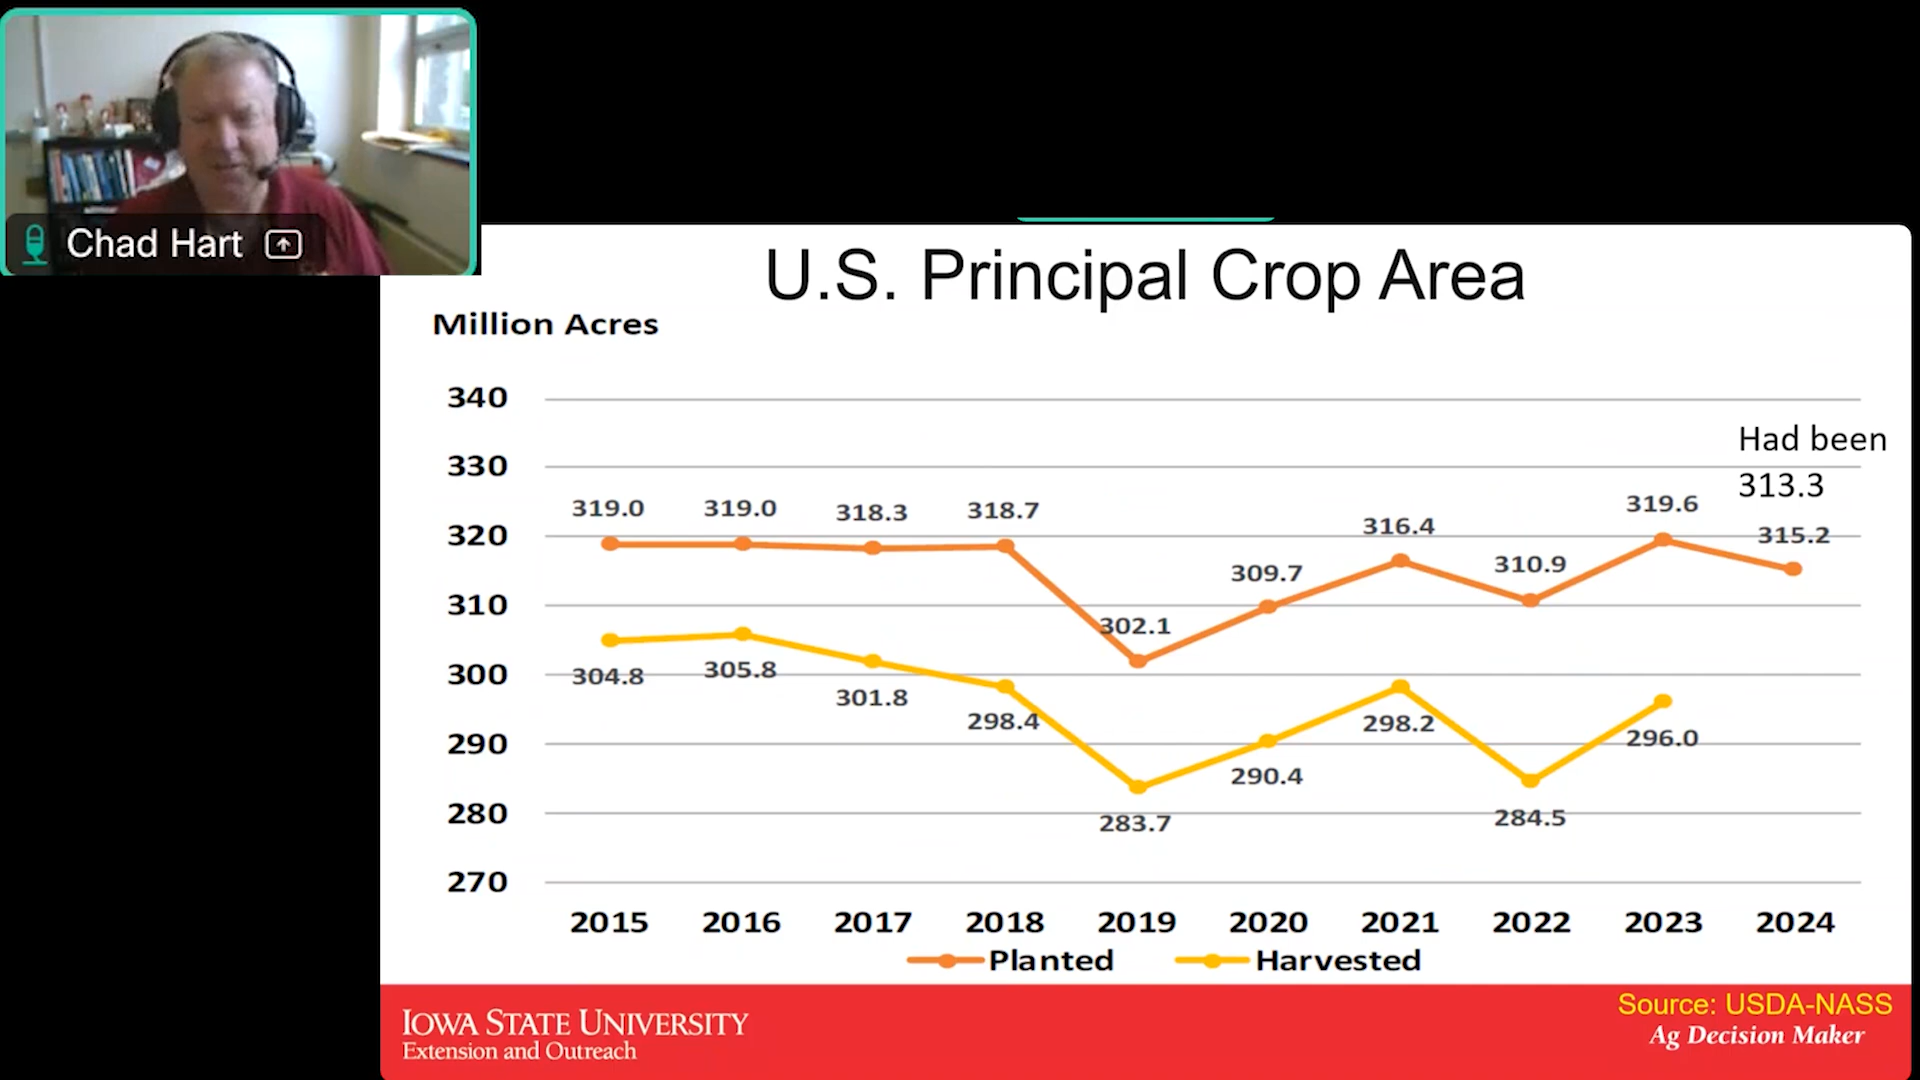 Chad Hart
U.S. Principal Crop Area
Million Acres
340
330
320
310
300
290
280
270
Had been
313.3
319.0 319.0 318.3 318.7 302.1 309.7 316.4 310.9 319.6 315.2
304.8 305.8 301.8 298.4 283.7 290.4 298.2 284.5 296.0
2015 2016 2017 2018 2019 2020 2021 2022 2023 2024
Planted Harvested
IOWA STATE UNIVERSITY
Extension and Outreach
Source: USDA-NASS
Ag Decision Maker